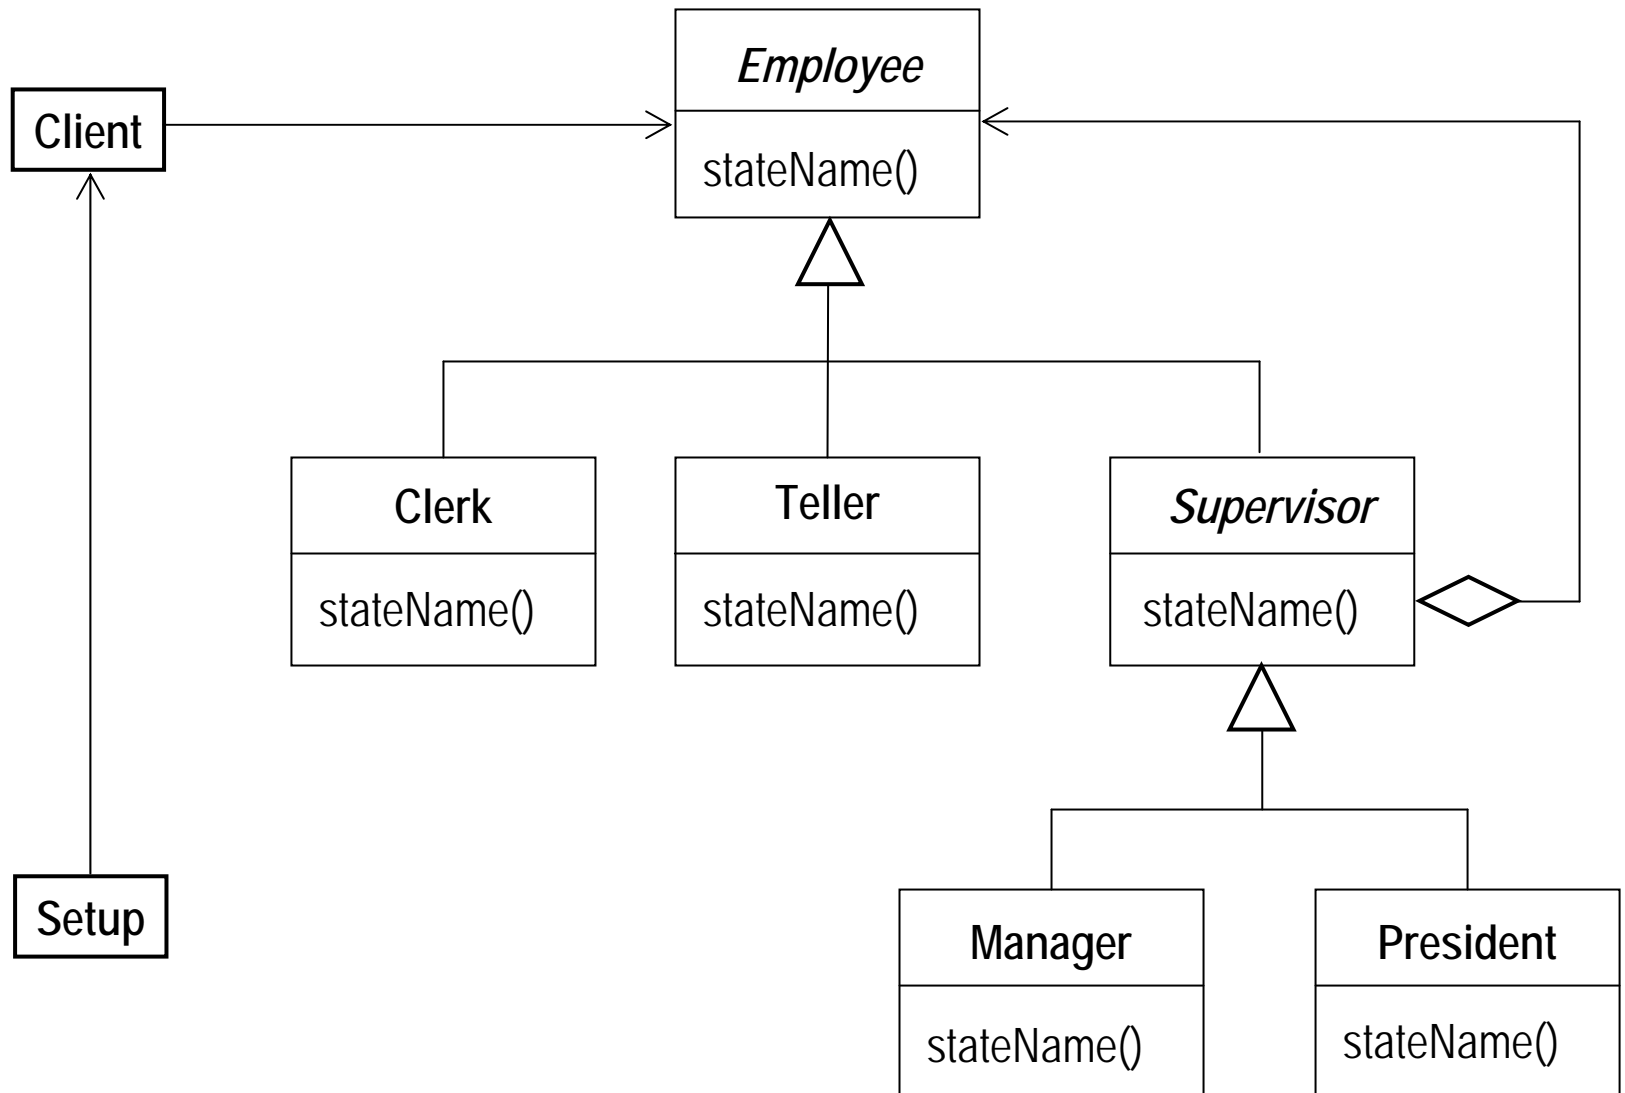 Employee
stateName()
Client
Clerk
stateName()
Teller
stateName()
Supervisor
stateName()
Setup
Manager
stateName()
President
stateName()